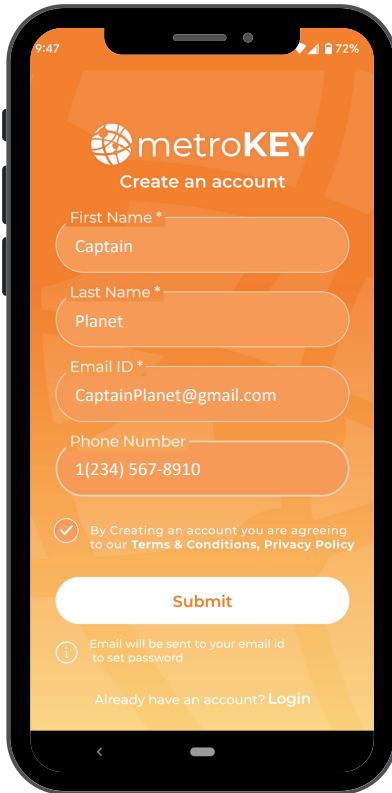 9:47
72%
metroKEY
Create an account
First Name *
Captain
Last Name *
Planet
Email ID *
CaptainPlanet@gmail.com
Phone Number
1(234) 567-8910
By Creating an account you are agreeing
to our Terms & Conditions, Privacy Policy
Submit
Email will be sent to your email id
to set password
Already have an account? Login